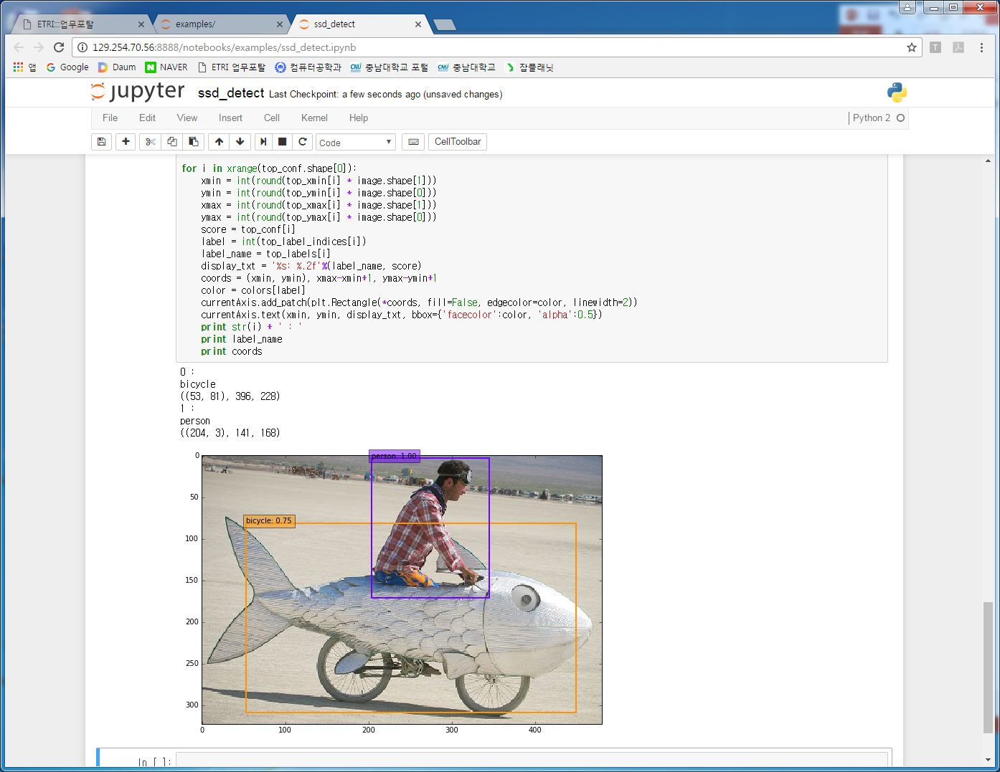 ETRI:::업무포탈
examples/
ssd_detect
129.254.70.56:8888/notebooks/examples/ssd_detect.ipynb
앱 Google Daum NAVER ETRI 업무포탈 컴퓨터공학과 CNU 충남대학교 포털 CNU 충남대학교 잡플래닛
jupyter ssd_detect Last Checkpoint: a few seconds ago (unsaved changes)
File Edit View Insert Cell Kernel Help Python 2
Code CellToolbar
for i in xrange(top_conf.shape[0]):
    xmin = int(round(top_xmin[i] * image.shape[1]))
    ymin = int(round(top_ymin[i] * image.shape[0]))
    xmax = int(round(top_xmax[i] * image.shape[1]))
    ymax = int(round(top_ymax[i] * image.shape[0]))
    score = top_conf[i]
    label = int(top_label_indices[i])
    label_name = top_labels[i]
    display_txt = '%s: %.2f'%(label_name, score)
    coords = (xmin, ymin), xmax-xmin+1, ymax-ymin+1
    color = colors[label]
    currentAxis.add_patch(plt.Rectangle(*coords, fill=False, edgecolor=color, linewidth=2))
    currentAxis.text(xmin, ymin, display_txt, bbox={'facecolor':color, 'alpha':0.5})
    print str(i) + ' : '
    print label_name
    print coords
0 :
bicycle
((53, 81), 396, 228)
1 :
person
((204, 3), 141, 168)
person: 1.00
bicycle: 0.75
0
50
100
150
200
250
300
0 100 200 300 400
In [ ]: